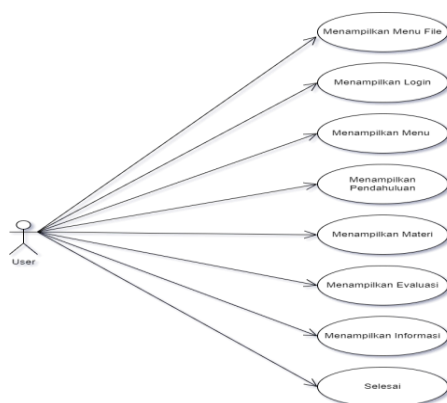 Menampilkan Menu File
Menampilkan Login
Menampilkan Menu
Menampilkan
Pendahuluan
Menampilkan Materi
User
Menampilkan Evaluasi
Menampilkan Informasi
Selesai